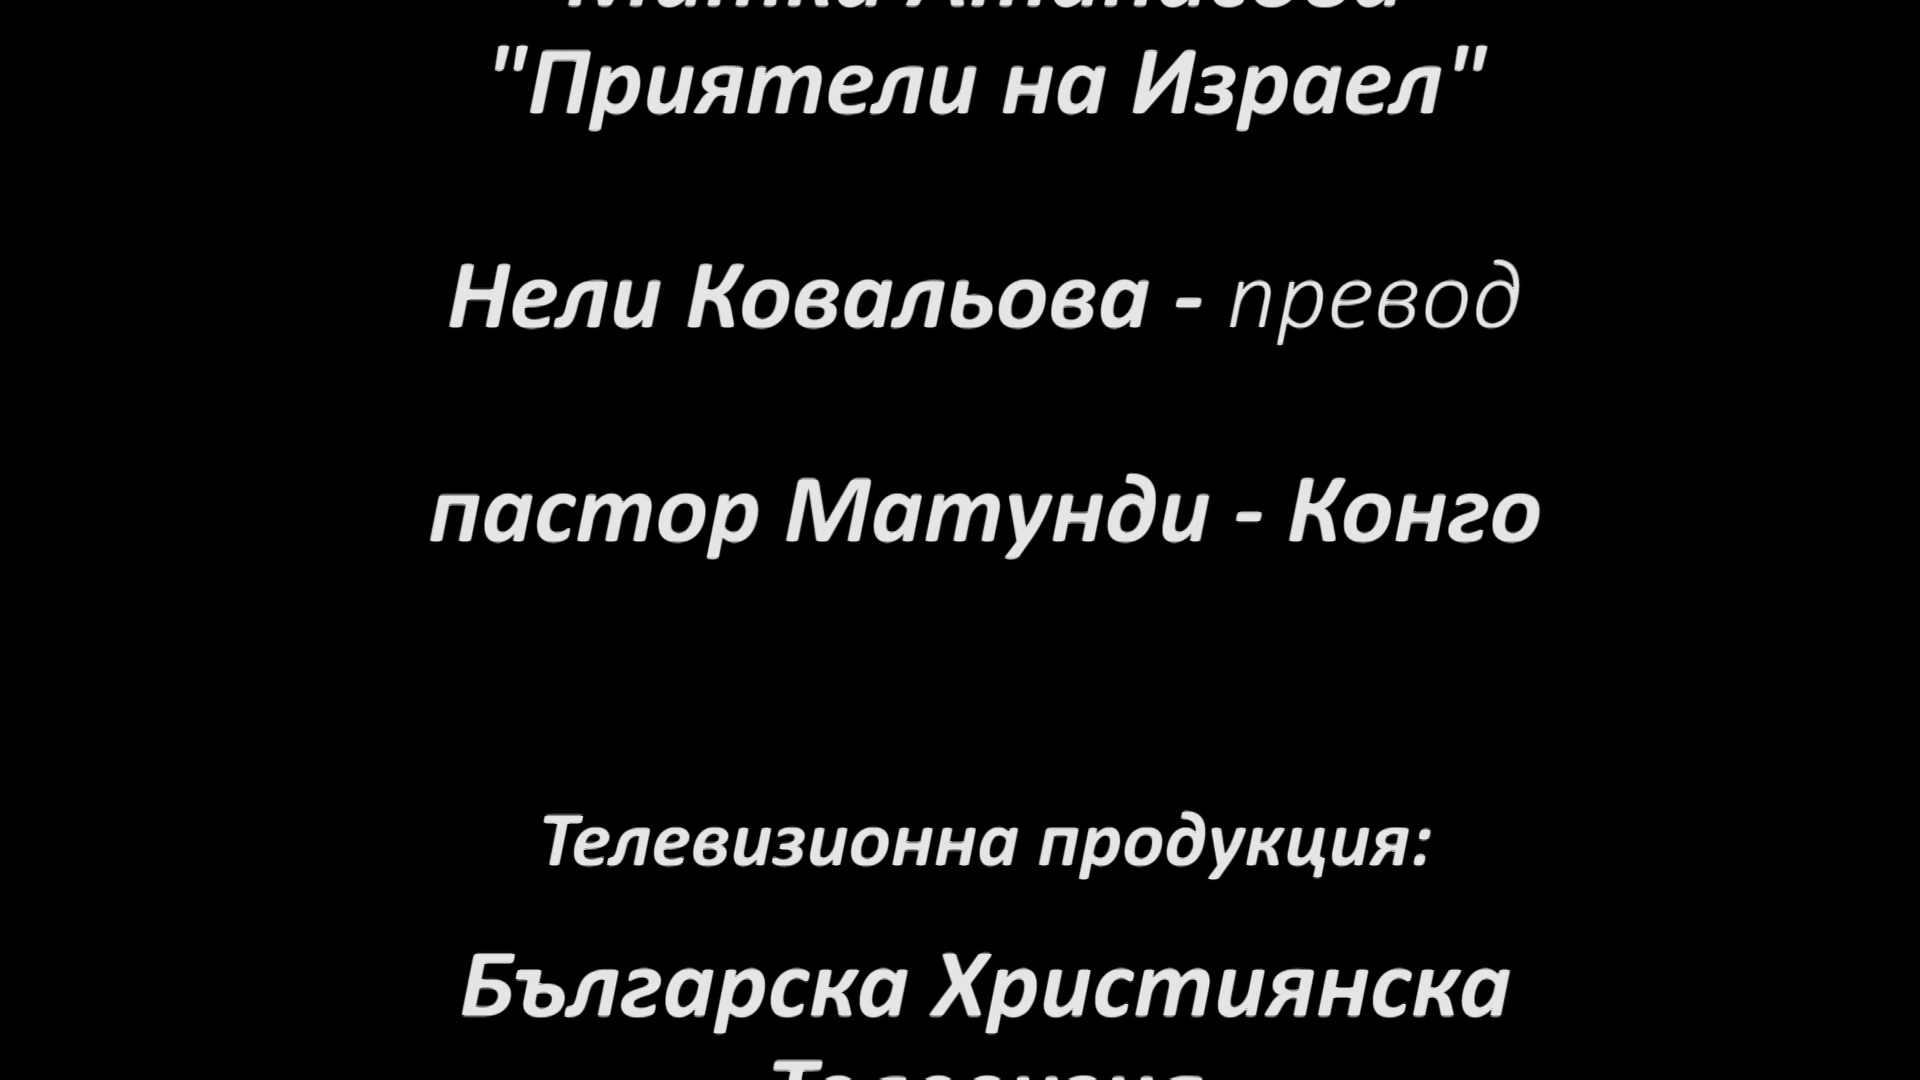 "Приятели на Израел"
Нели Ковальова - превод
пастор Матунди - Конго
Телевизионна продукция:
Българска Християнска